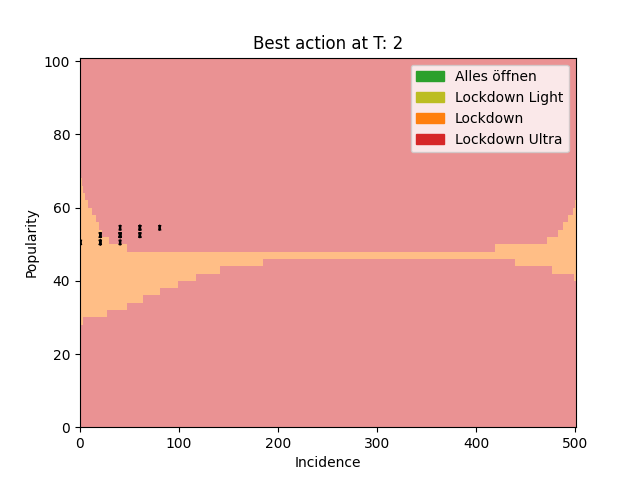 Best action at T: 2
100
80
60
40
20
0
Popularity
Alles öffnen
Lockdown Light
Lockdown
Lockdown Ultra
0 100 200 300 400 500
Incidence